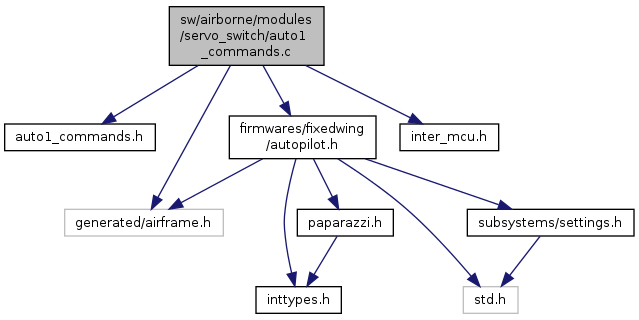 sw/airborne/modules
/servo_switch/auto1
_commands.c
auto1_commands.h
firmwares/fixedwing
/autopilot.h
inter_mcu.h
generated/airframe.h
paparazzi.h
subsystems/settings.h
inttypes.h
std.h